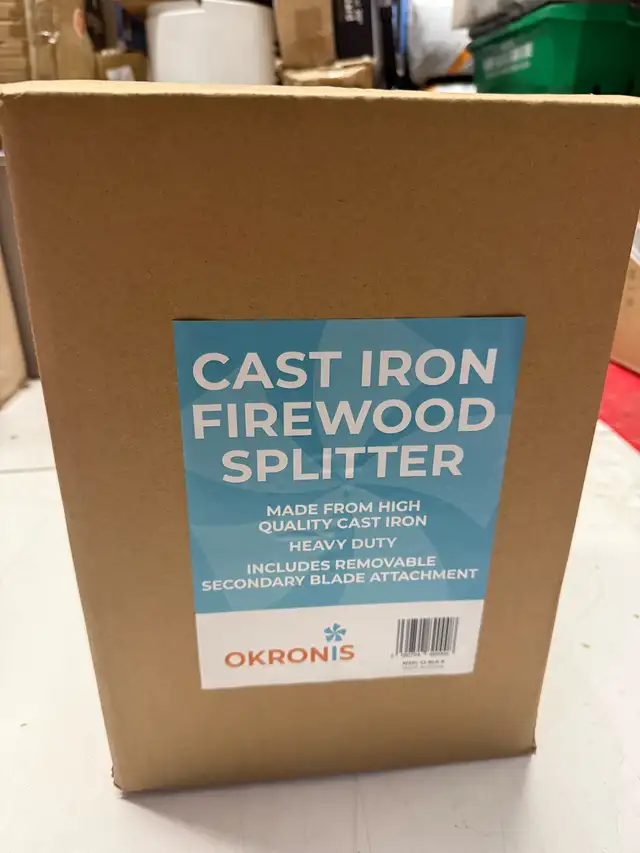 CAST IRON
FIREWOOD
SPLITTER
MADE FROM HIGH
QUALITY CAST IRON
HEAVY DUTY
INCLUDES REMOVABLE
SECONDARY BLADE ATTACHMENT
OKRONIS